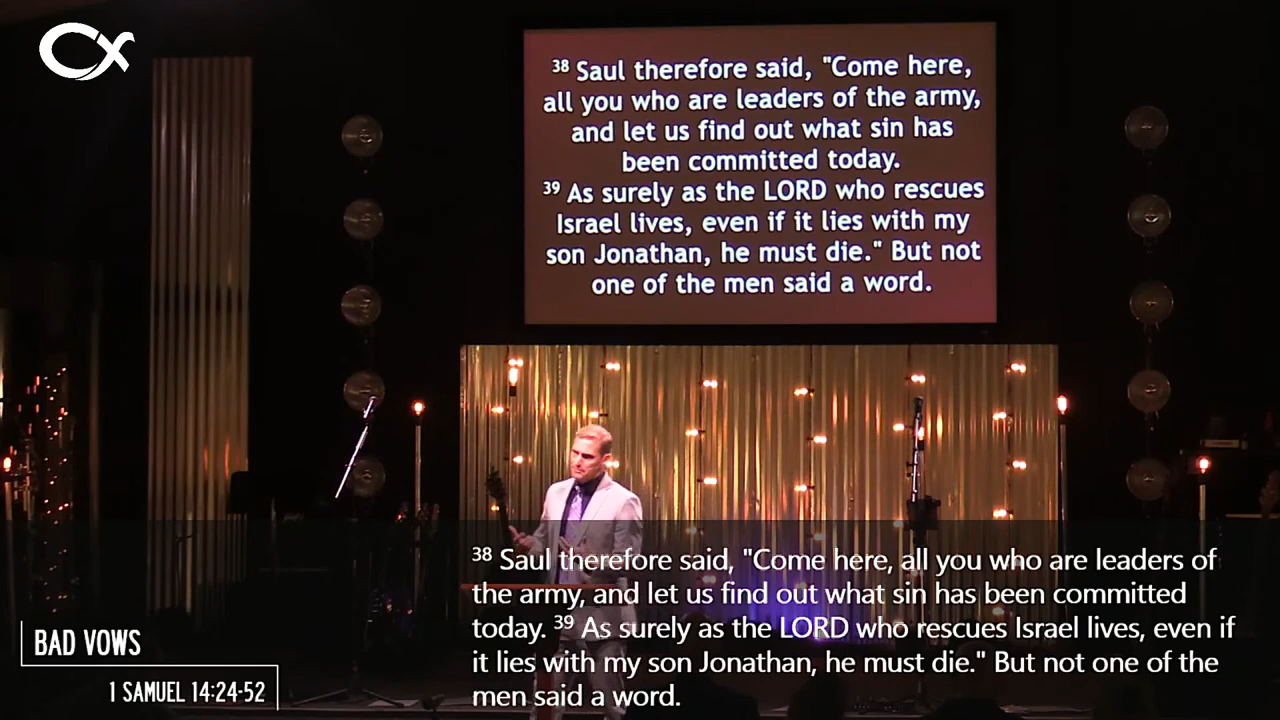 CX
38 Saul therefore said, "Come here,
all you who are leaders of the army,
and let us find out what sin has
been committed today.
39 As surely as the LORD who rescues
Israel lives, even if it lies with my
son Jonathan, he must die." But not
one of the men said a word.
38 Saul therefore said, "Come here, all you who are leaders of
the army, and let us find out what sin has been committed
today. 39 As surely as the LORD who rescues Israel lives, even if
it lies with my son Jonathan, he must die." But not one of the
men said a word.
BAD VOWS
1 SAMUEL 14:24-52